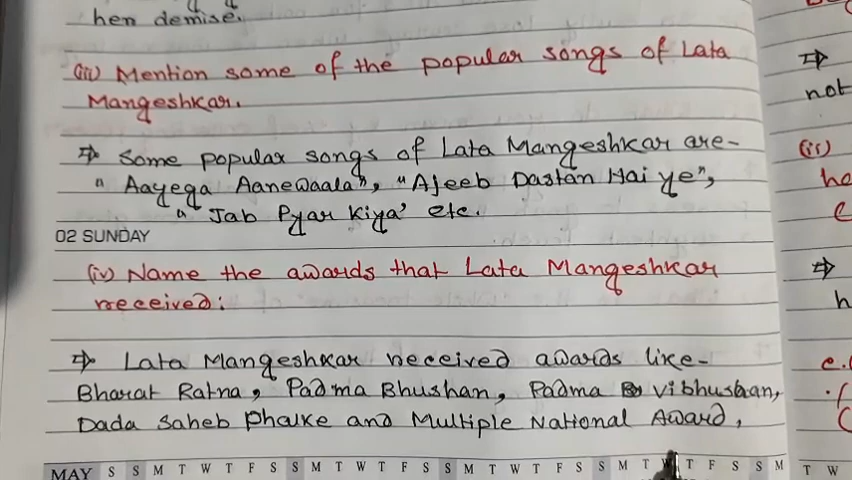 her demise.
(iii) Mention some of the popular songs of Lata
Mangeshkar.
⇒ Some popular songs of Lata Mangeshkar are-
" Aayega Aanewaala", "Ajeeb Dastan Hai ye",
" Jab Pyar Kiya' etc.
02 SUNDAY
(iv) Name the awards that Lata Mangeshkar
received:
⇒ Lata Mangeshkar received awards like-
Bharat Ratna, Padma Bhushan, Padma Vibhushan,
Dada Saheb Phalke and Multiple National Award,
MAY S S M T W T F S S M T W T F S S M T W T F S S M T W T F S S M
⇒
not
(ii)
he
⇒
h
e.
T W